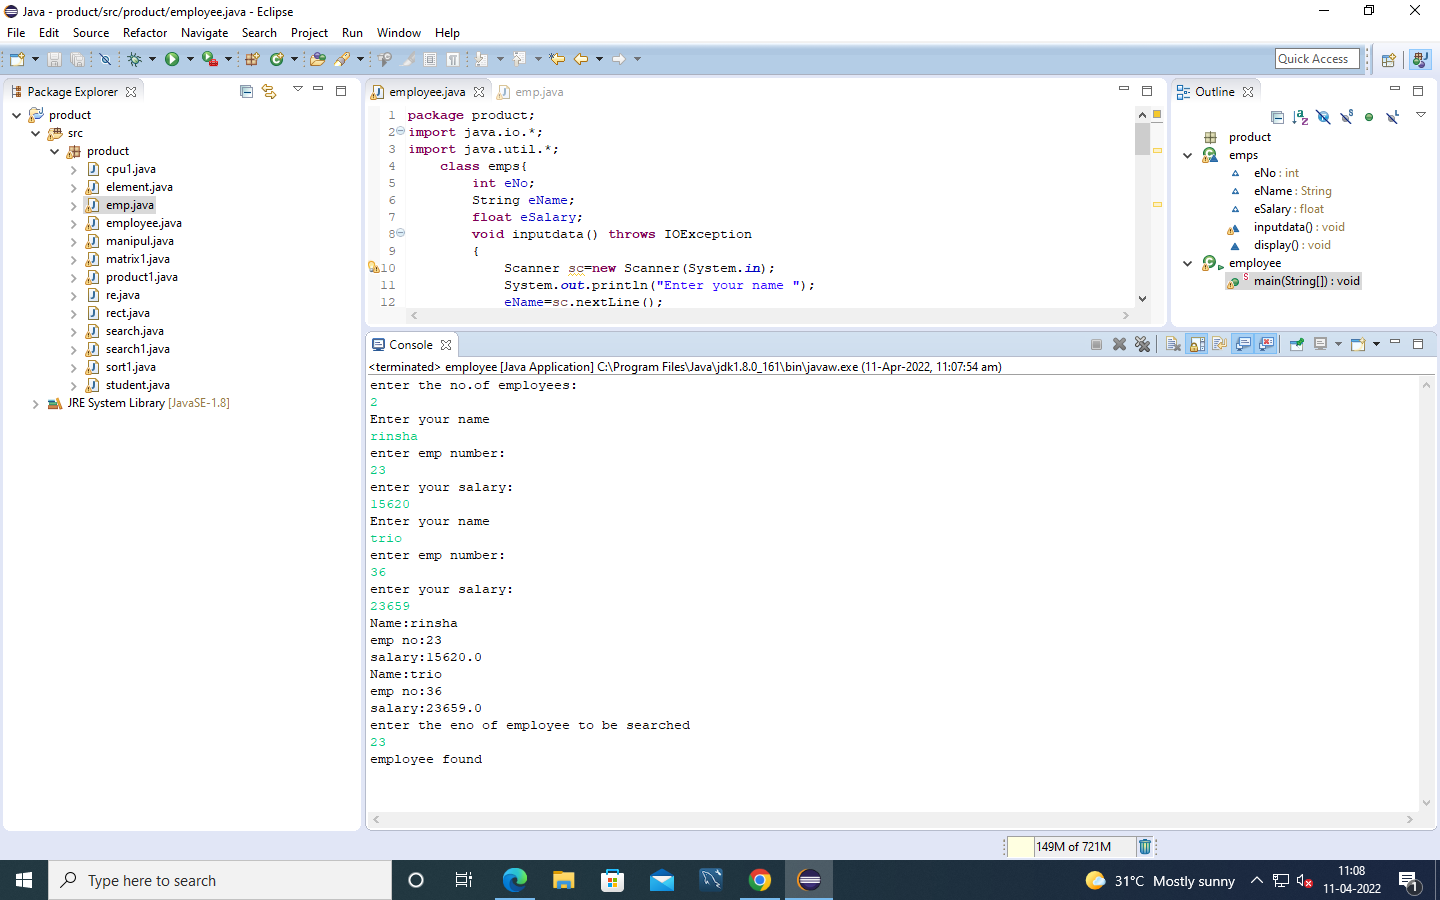 Java - product/src/product/employee.java - Eclipse
File Edit Source Refactor Navigate Search Project Run Window Help
Quick Access
Package Explorer
product
src
product
cpu1.java
element.java
emp.java
employee.java
manipul.java
matrix1.java
product1.java
re.java
rect.java
search.java
search1.java
sort1.java
student.java
JRE System Library [JavaSE-1.8]
employee.java emp.java
1 package product;
2 import java.io.*;
3 import java.util.*;
4 class emps{
5 int eNo;
6 String eName;
7 float eSalary;
8 void inputdata() throws IOException
9 {
10 Scanner sc=new Scanner(System.in);
11 System.out.println("Enter your name ");
12 eName=sc.nextLine();
Outline
product
emps
eNo : int
eName : String
eSalary : float
inputdata() : void
display() : void
employee
main(String[]) : void
Console
<terminated> employee [Java Application] C:\Program Files\Java\jdk1.8.0_161\bin\javaw.exe (11-Apr-2022, 11:07:54 am)
enter the no.of employees:
2
Enter your name
rinsha
enter emp number:
23
enter your salary:
15620
Enter your name
trio
enter emp number:
36
enter your salary:
23659
Name:rinsha
emp no:23
salary:15620.0
Name:trio
emp no:36
salary:23659.0
enter the eno of employee to be searched
23
employee found
149M of 721M
Type here to search
31°C Mostly sunny
11:08
11-04-2022
1